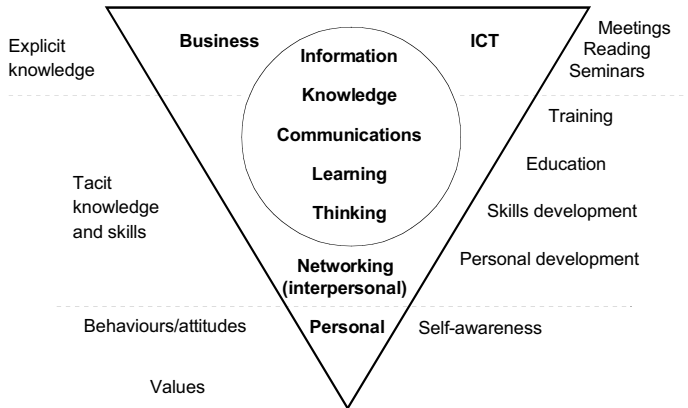 Explicit
knowledge
Business
ICT
Meetings
Reading
Seminars
Information
Knowledge
Communications
Learning
Thinking
Training
Education
Tacit
knowledge
and skills
Skills development
Networking
(interpersonal)
Personal development
Behaviours/attitudes
Personal
Self-awareness
Values